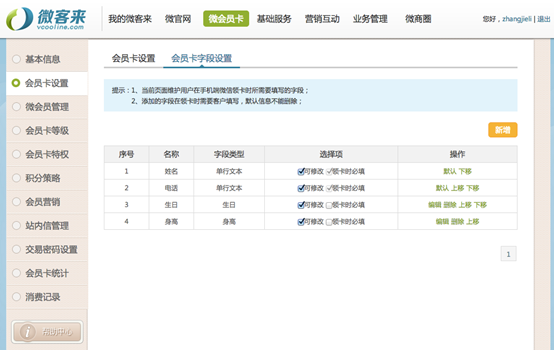 微客来
vcooline.com
我的微客来 微官网 微会员卡 基础服务 营销互动 业务管理 微商圈
您好，zhangjieli | 退出
基本信息
会员卡设置
微会员管理
会员卡等级
会员卡特权
积分策略
会员营销
站内信管理
交易密码设置
会员卡统计
消费记录
帮助中心
会员卡设置 会员卡字段设置
提示：1、当前页面维护用户在手机端微信领卡时所需要填写的字段；
2、添加的字段在领卡时需要客户填写，默认信息不能删除；
新增
序号 名称 字段类型 选择项 操作
1 姓名 单行文本 可修改 领卡时必填 默认 下移
2 电话 单行文本 可修改 领卡时必填 默认 上移 下移
3 生日 生日 可修改 领卡时必填 编辑 删除 上移 下移
4 身高 身高 可修改 领卡时必填 编辑 删除 上移
1